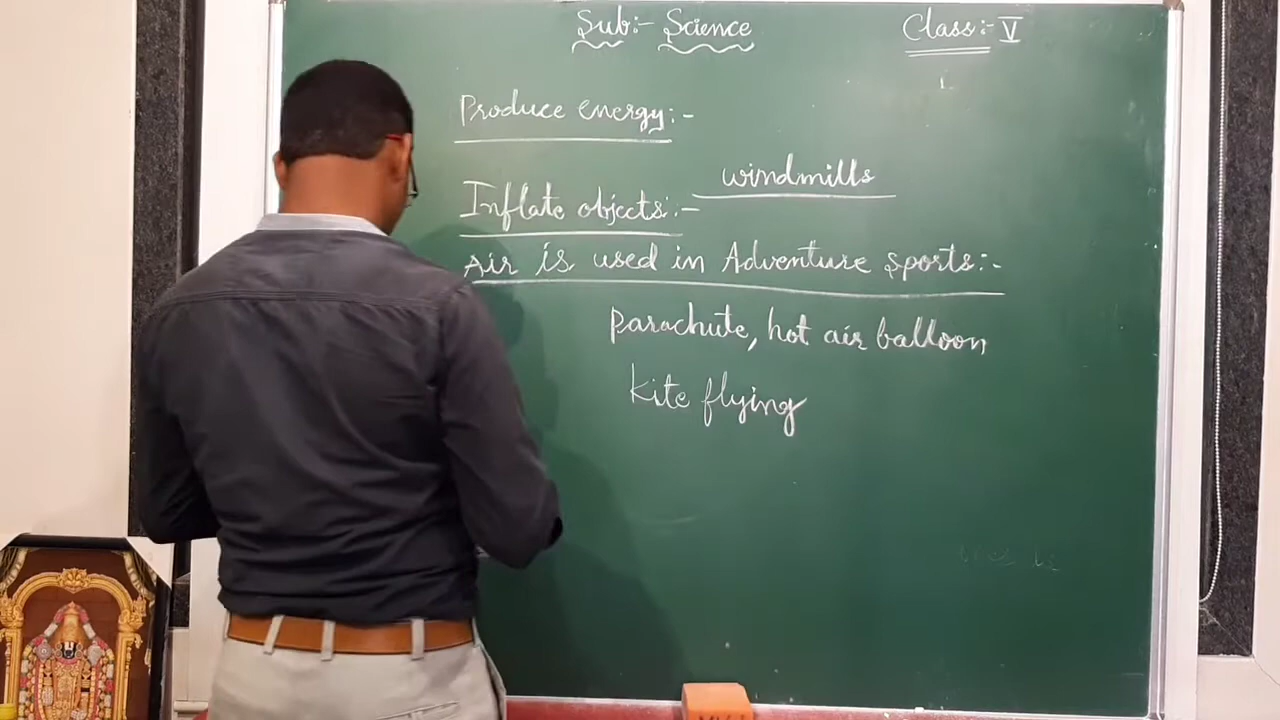 Sub:- Science
Class:- V
Produce energy:-
windmills
Inflate objects:-
Air is used in Adventure sports:-
Parachute, hot air balloon
Kite flying